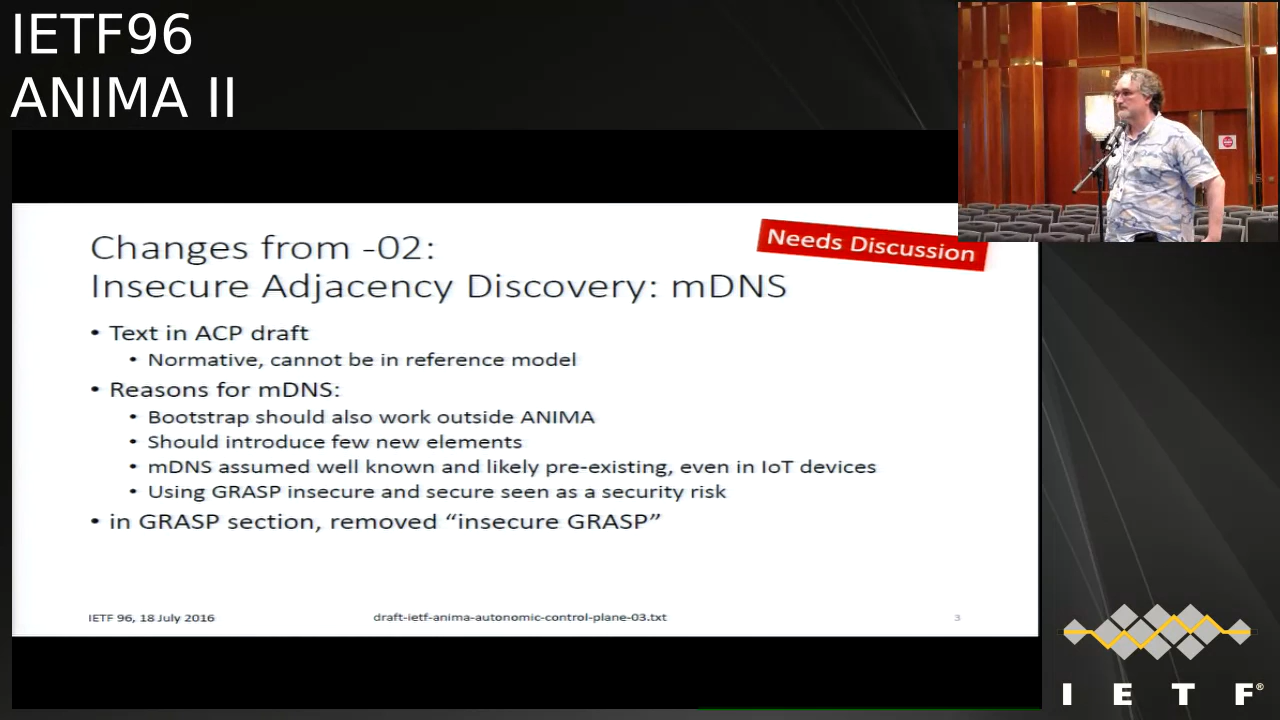 IETF96
ANIMA II
Needs Discussion
Changes from -02:
Insecure Adjacency Discovery: mDNS
• Text in ACP draft
• Normative, cannot be in reference model
• Reasons for mDNS:
• Bootstrap should also work outside ANIMA
• Should introduce few new elements
• mDNS assumed well known and likely pre-existing, even in IoT devices
• Using GRASP insecure and secure seen as a security risk
• in GRASP section, removed “insecure GRASP”
IETF 96, 18 July 2016
draft-ietf-anima-autonomic-control-plane-03.txt
3
I E T F®